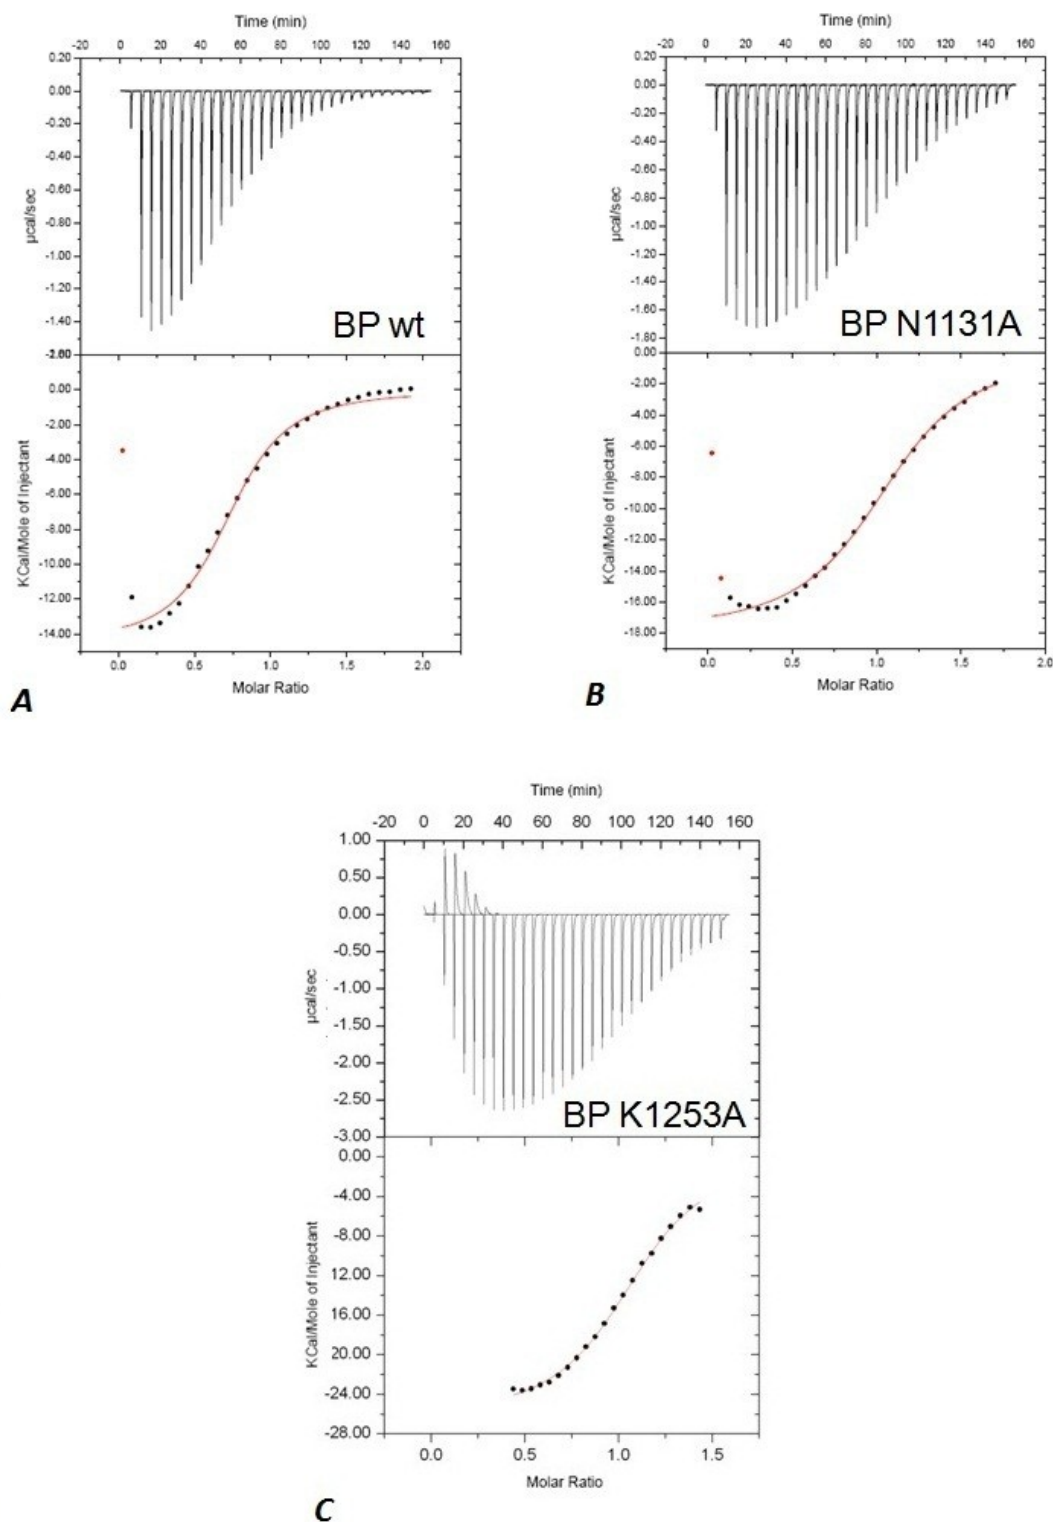 Time (min)
-20 0 20 40 60 80 100 120 140 160
0.20
0.00
-0.20
-0.40
-0.60
-0.80
-1.00
-1.20
-1.40
µcal/sec
BP wt
0.00
-2.00
-4.00
-6.00
-8.00
-10.00
-12.00
-14.00
KCal/Mole of Injectant
0.0 0.5 1.0 1.5 2.0
Molar Ratio
A
Time (min)
-20 0 20 40 60 80 100 120 140 160
0.20
0.00
-0.20
-0.40
-0.60
-0.80
-1.00
-1.20
-1.40
-1.60
-1.80
µcal/sec
BP N1131A
0.00
-2.00
-4.00
-6.00
-8.00
-10.00
-12.00
-14.00
-16.00
-18.00
KCal/Mole of Injectant
0.0 0.5 1.0 1.5 2.0
Molar Ratio
B
Time (min)
-20 0 20 40 60 80 100 120 140 160
1.00
0.50
0.00
-0.50
-1.00
-1.50
-2.00
-2.50
-3.00
µcal/sec
BP K1253A
0.00
-4.00
-8.00
12.00
16.00
20.00
-24.00
-28.00
KCal/Mole of Injectant
0.0 0.5 1.0 1.5
Molar Ratio
C